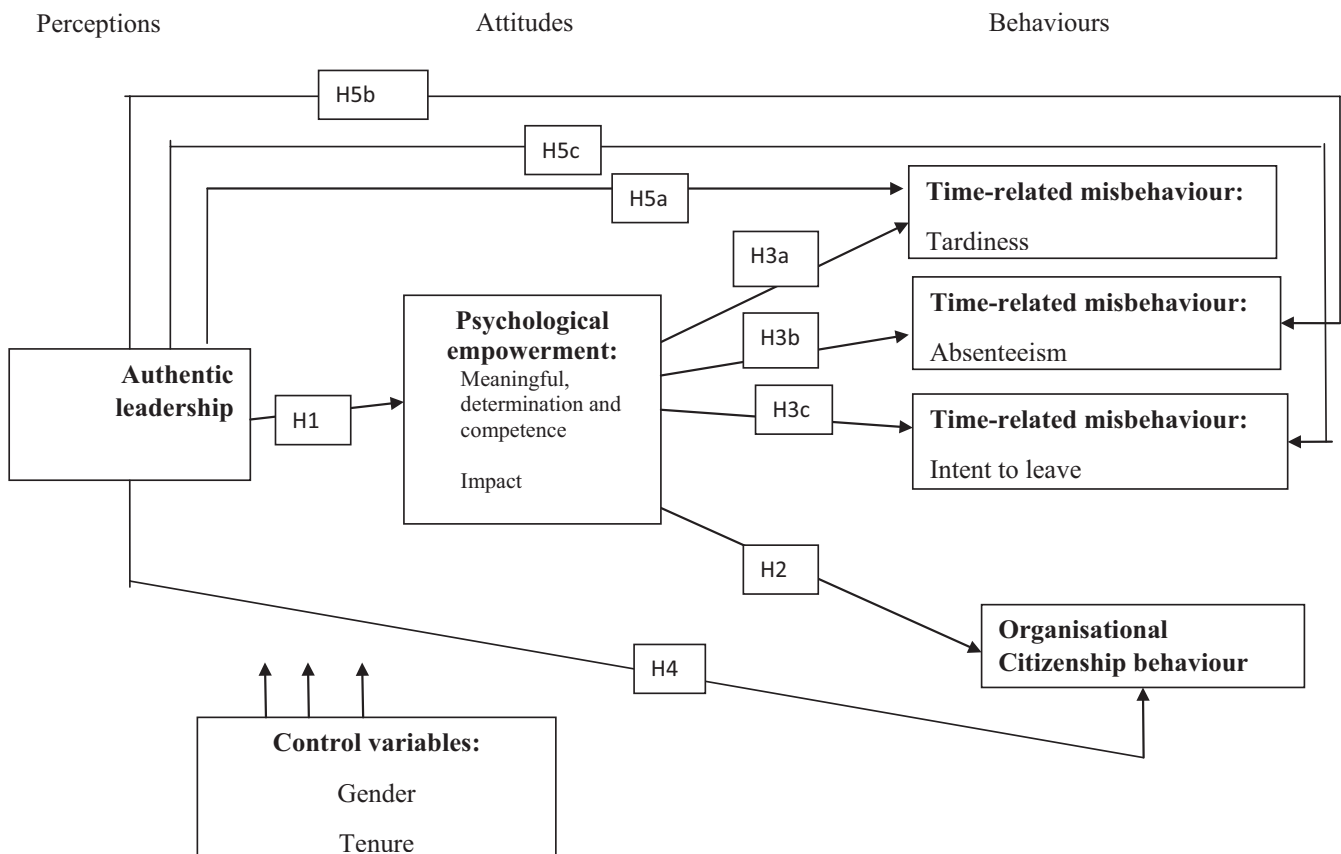 Perceptions
Attitudes
Behaviours
H5b
H5c
H5a
Time-related misbehaviour:
Tardiness
H3a
Time-related misbehaviour:
Absenteeism
H3b
Psychological
empowerment:
Meaningful,
determination and
competence
Impact
Authentic
leadership
H1
H3c
Time-related misbehaviour:
Intent to leave
H2
Organisational
Citizenship behaviour
H4
Control variables:
Gender
Tenure